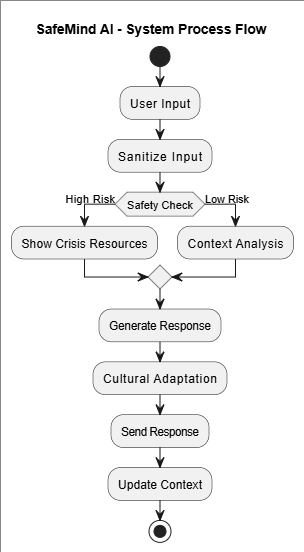 SafeMind AI - System Process Flow
User Input
Sanitize Input
High Risk
Safety Check
Low Risk
Show Crisis Resources
Context Analysis
Generate Response
Cultural Adaptation
Send Response
Update Context